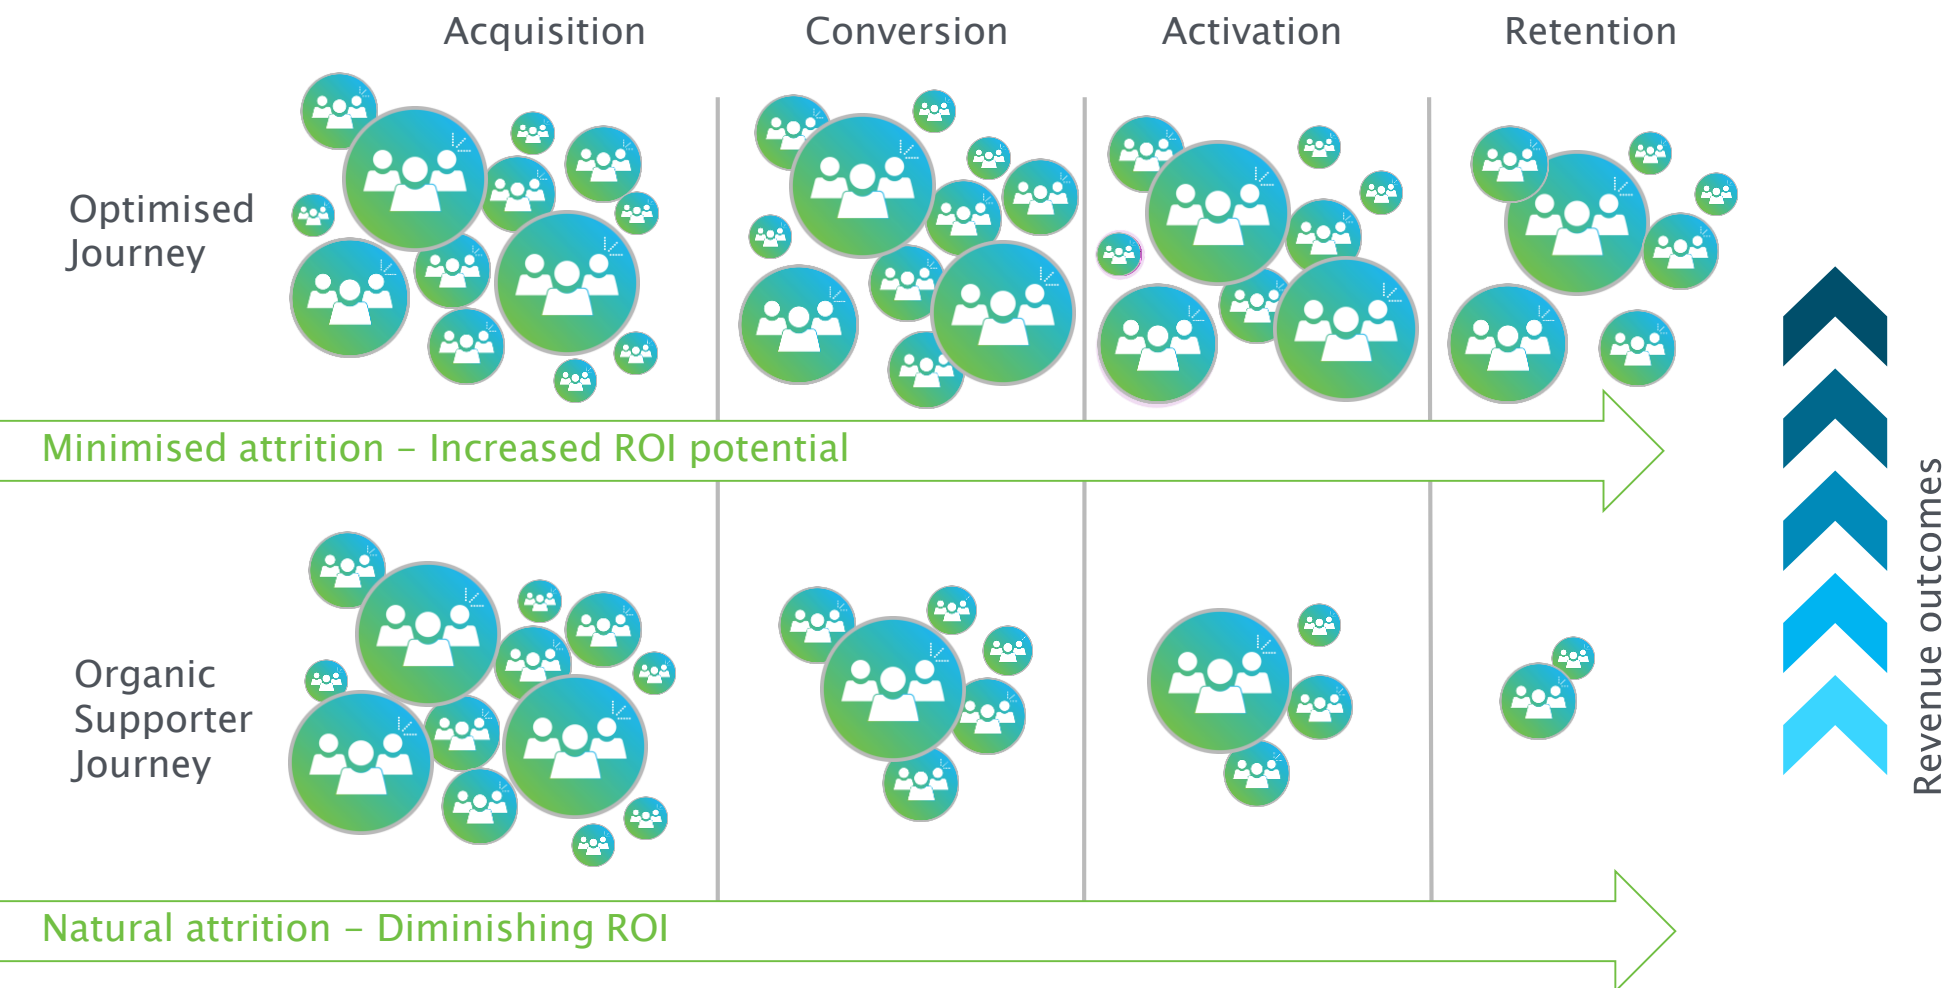 Acquisition
Conversion
Activation
Retention
Optimised
Journey
Minimised attrition – Increased ROI potential
Organic
Supporter
Journey
Natural attrition – Diminishing ROI
Revenue outcomes